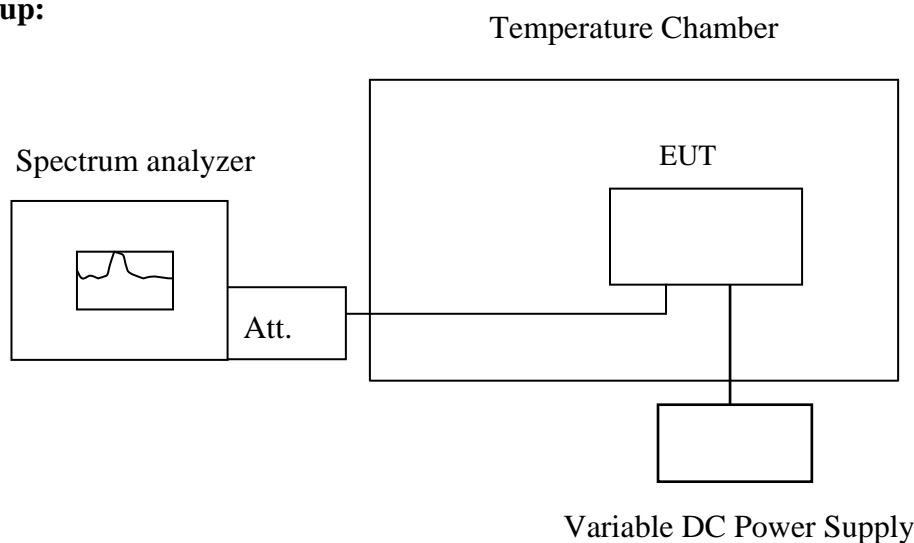 up:
Temperature Chamber
Spectrum analyzer
EUT
Att.
Variable DC Power Supply